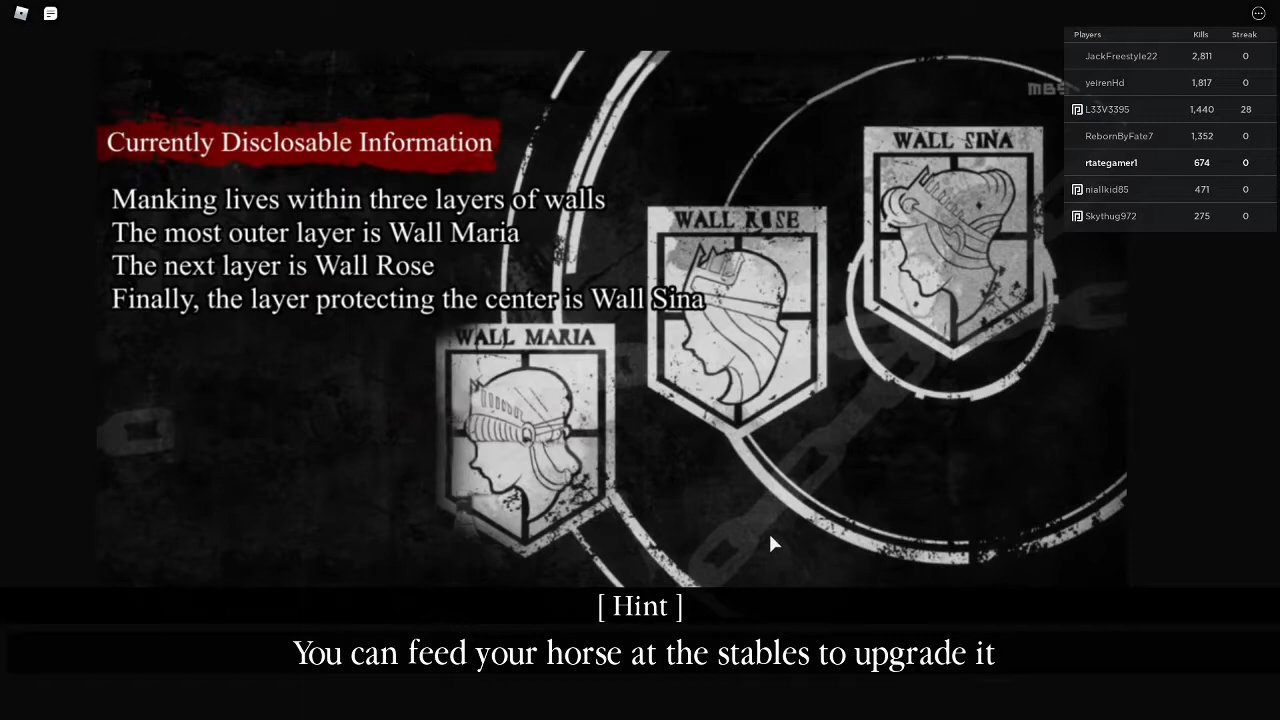 Players Kills Streak
JackFreestyle22 2,811 0
yeirenHd 1,817 0
L33V3395 1,440 28
RebornByFate7 1,352 0
rtategamer1 674 0
niallkid85 471 0
Skythug972 275 0
MBS
Currently Disclosable Information
Manking lives within three layers of walls
The most outer layer is Wall Maria
The next layer is Wall Rose
Finally, the layer protecting the center is Wall Sina
WALL SINA
WALL ROSE
WALL MARIA
[ Hint ]
You can feed your horse at the stables to upgrade it